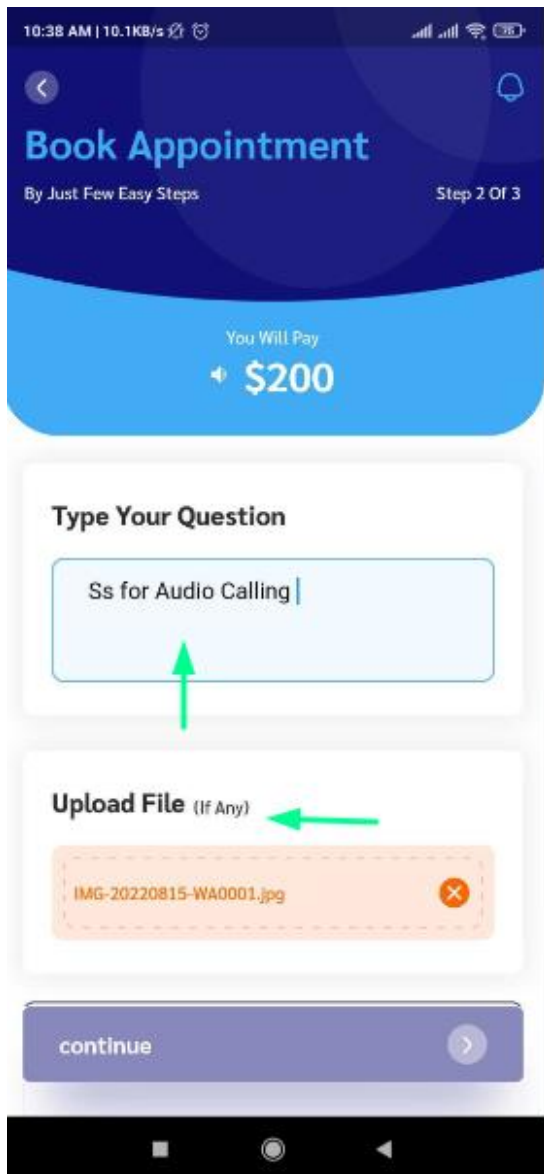 10:38 AM | 10.1KB/s
Book Appointment
By Just Few Easy Steps
Step 2 Of 3
You Will Pay
$200
Type Your Question
Ss for Audio Calling
Upload File (If Any)
IMG-20220815-WA0001.jpg
continue